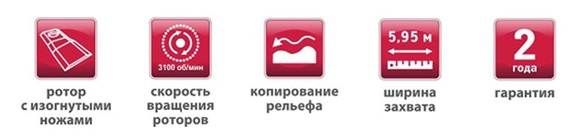 3100 об/мин
5,95 м
2
года
ротор
с изогнутыми
ножами
скорость
вращения
роторов
копирование
рельефа
ширина
захвата
гарантия